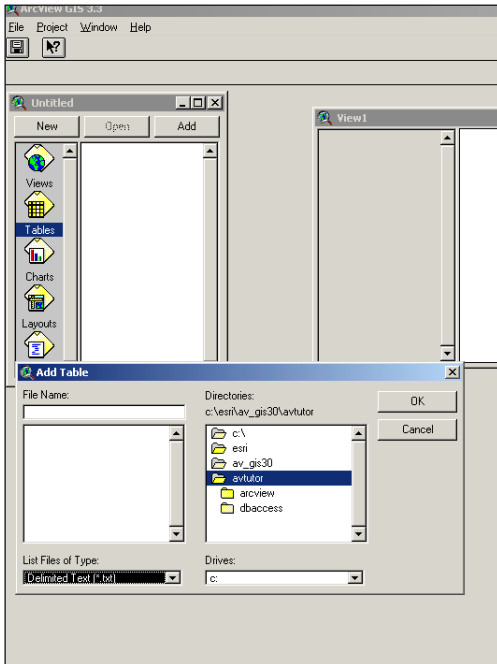 ArcView GIS 3.3
File Project Window Help
Untitled
New Open Add
View1
Views
Tables
Charts
Layouts
Add Table
File Name:
Directories:
c:\esri\av_gis30\avtutor
OK
Cancel
c:\
esri
av_gis30
avtutor
arcview
dbaccess
List Files of Type:
Drives:
Delimited Text (*.txt)
c: